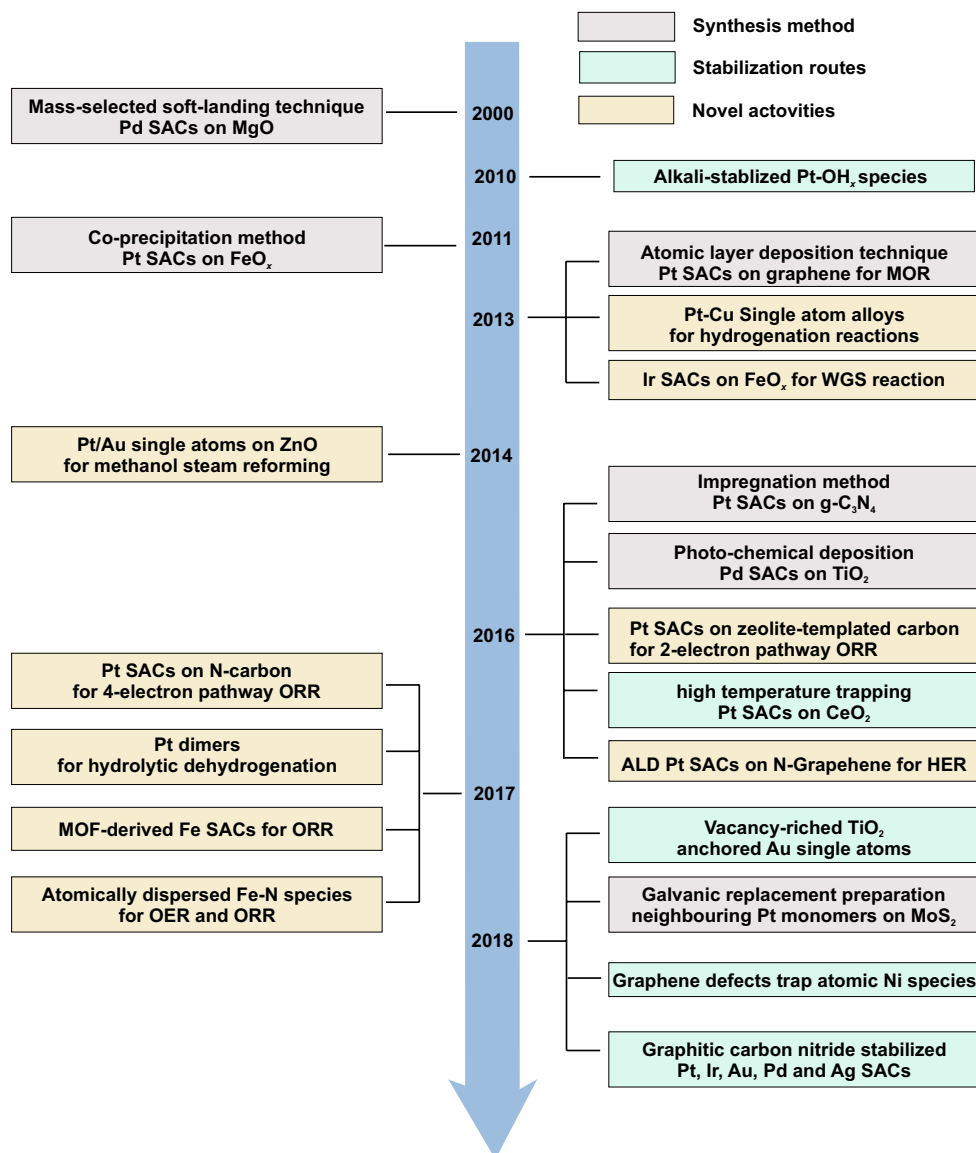 Synthesis method
Stabilization routes
Novel actovities
Mass-selected soft-landing technique
Pd SACs on MgO
2000
2010
Alkali-stablized Pt-OHₓ species
Co-precipitation method
Pt SACs on FeOₓ
2011
Atomic layer deposition technique
Pt SACs on graphene for MOR
2013
Pt-Cu Single atom alloys
for hydrogenation reactions
Ir SACs on FeOₓ for WGS reaction
Pt/Au single atoms on ZnO
for methanol steam reforming
2014
Impregnation method
Pt SACs on g-C₃N₄
Photo-chemical deposition
Pd SACs on TiO₂
2016
Pt SACs on zeolite-templated carbon
for 2-electron pathway ORR
high temperature trapping
Pt SACs on CeO₂
ALD Pt SACs on N-Grapehene for HER
Pt SACs on N-carbon
for 4-electron pathway ORR
Pt dimers
for hydrolytic dehydrogenation
2017
MOF-derived Fe SACs for ORR
Atomically dispersed Fe-N species
for OER and ORR
Vacancy-riched TiO₂
anchored Au single atoms
Galvanic replacement preparation
neighbouring Pt monomers on MoS₂
2018
Graphene defects trap atomic Ni species
Graphitic carbon nitride stabilized
Pt, Ir, Au, Pd and Ag SACs